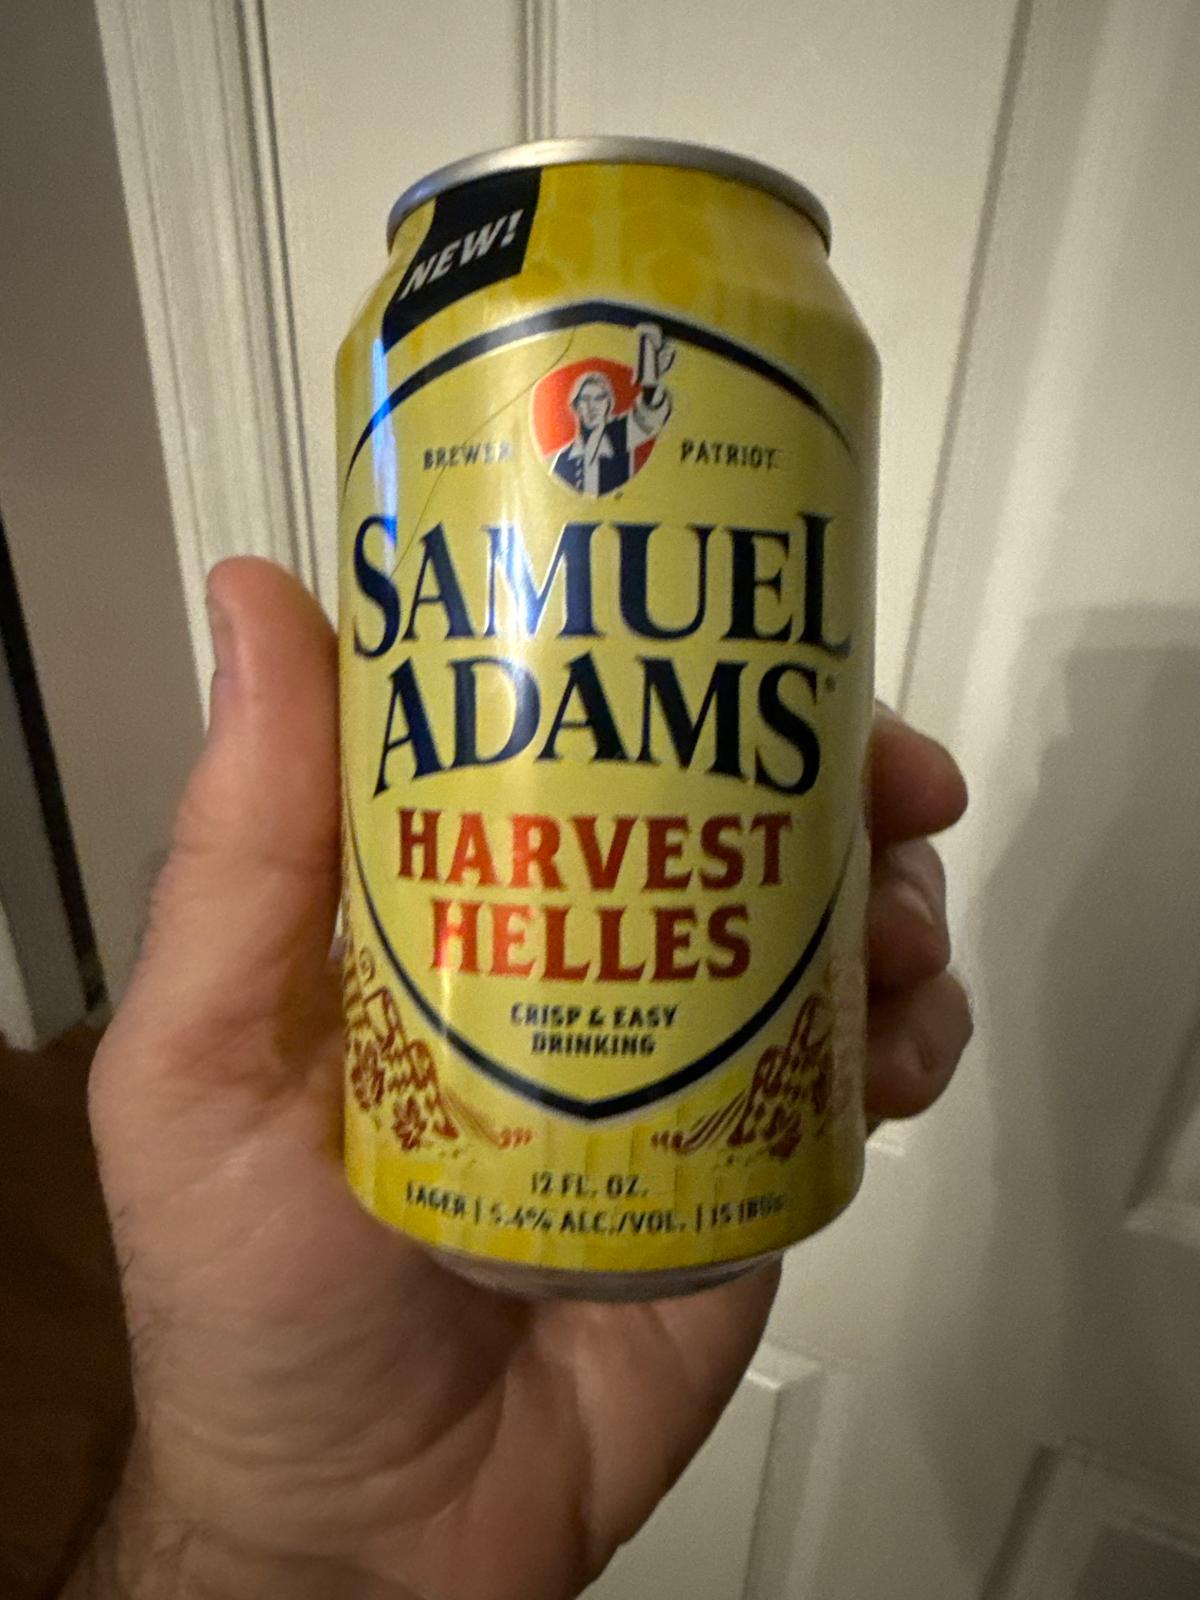 NEW!
BREWER PATRIOT
SAMUEL
ADAMS®
HARVEST
HELLES
CRISP & EASY
DRINKING
12 FL. OZ.
LAGER | 5.4% ALC./VOL. | 15 IBUs